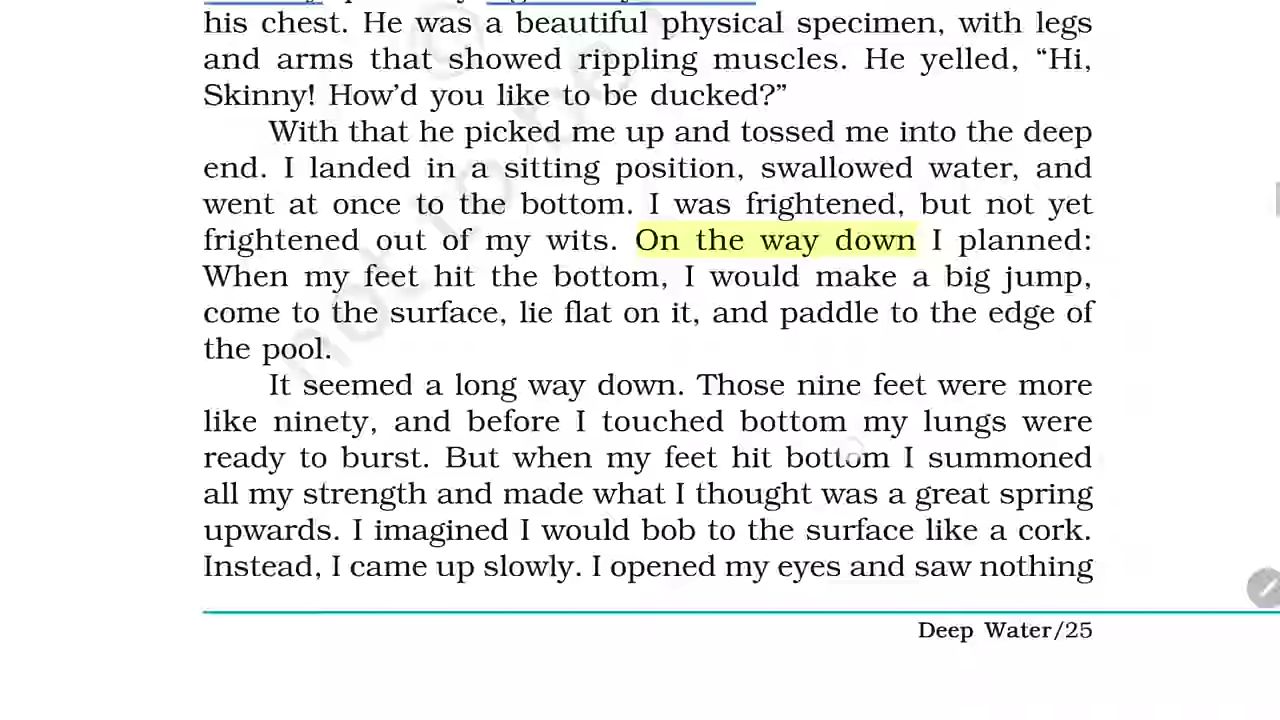 his chest. He was a beautiful physical specimen, with legs
and arms that showed rippling muscles. He yelled, “Hi,
Skinny! How’d you like to be ducked?”
With that he picked me up and tossed me into the deep
end. I landed in a sitting position, swallowed water, and
went at once to the bottom. I was frightened, but not yet
frightened out of my wits. On the way down I planned:
When my feet hit the bottom, I would make a big jump,
come to the surface, lie flat on it, and paddle to the edge of
the pool.
It seemed a long way down. Those nine feet were more
like ninety, and before I touched bottom my lungs were
ready to burst. But when my feet hit bottom I summoned
all my strength and made what I thought was a great spring
upwards. I imagined I would bob to the surface like a cork.
Instead, I came up slowly. I opened my eyes and saw nothing
Deep Water/25
not to be